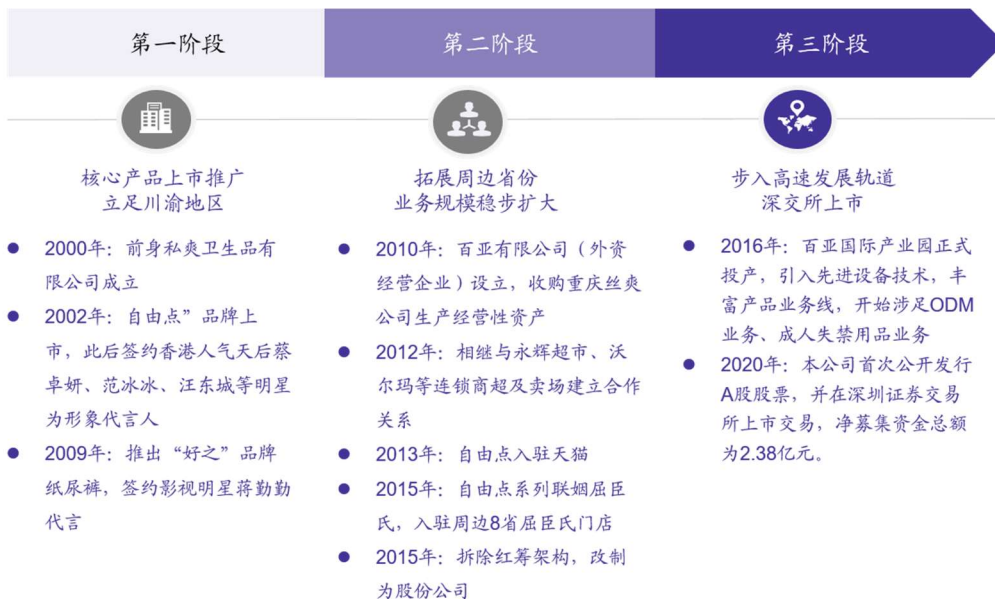 第一阶段
第二阶段
第三阶段
核心产品上市推广
立足川渝地区
2000年：前身私爽卫生品有
限公司成立
2002年：自由点”品牌上
市，此后签约香港人气天后蔡
卓妍、范冰冰、汪东城等明星
为形象代言人
2009年：推出“好之”品牌
纸尿裤，签约影视明星蒋勤勤
代言
拓展周边省份
业务规模稳步扩大
2010年：百亚有限公司（外资
经营企业）设立，收购重庆丝爽
公司生产经营性资产
2012年：相继与永辉超市、沃
尔玛等连锁商超及卖场建立合作
关系
2013年：自由点入驻天猫
2015年：自由点系列联姻屈臣
氏，入驻周边8省屈臣氏门店
2015年：拆除红筹架构，改制
为股份公司
步入高速发展轨道
深交所上市
2016年：百亚国际产业园正式
投产，引入先进设备技术，丰
富产品业务线，开始涉足ODM
业务、成人失禁用品业务
2020年：本公司首次公开发行
A股股票，并在深圳证券交易
所上市交易，净募集资金总额
为2.38亿元。